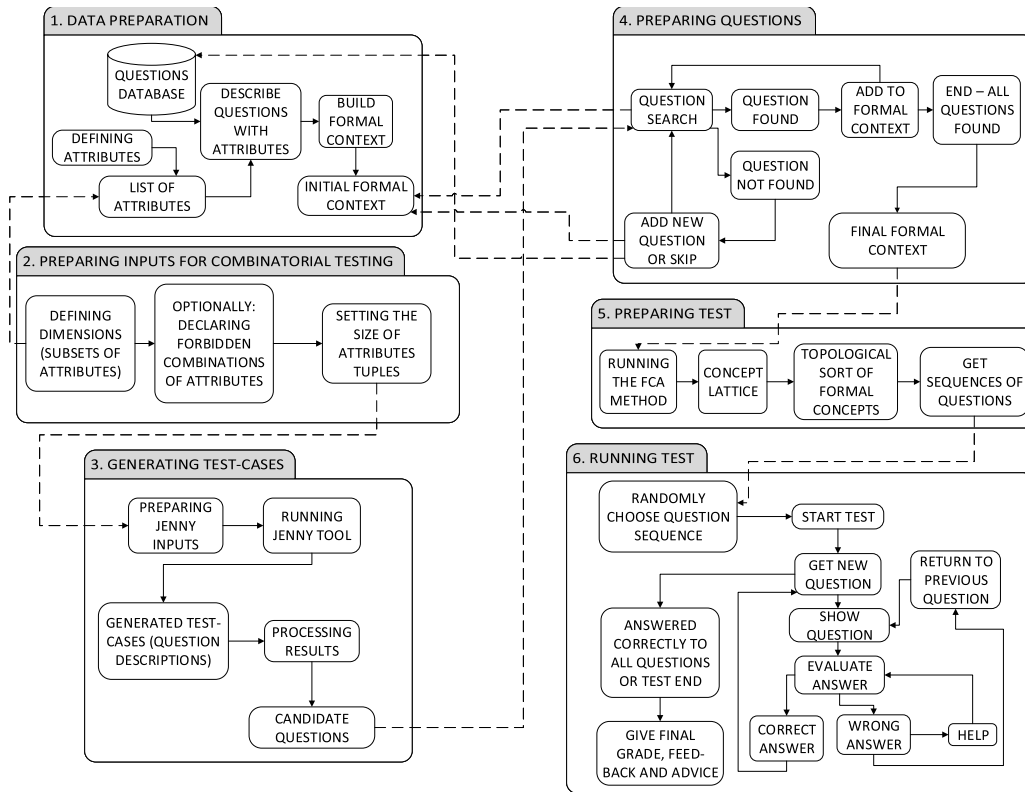 1. DATA PREPARATION
QUESTIONS
DATABASE
DESCRIBE
QUESTIONS
WITH
ATTRIBUTES
BUILD
FORMAL
CONTEXT
DEFINING
ATTRIBUTES
LIST OF
ATTRIBUTES
INITIAL FORMAL
CONTEXT
2. PREPARING INPUTS FOR COMBINATORIAL TESTING
DEFINING
DIMENSIONS
(SUBSETS OF
ATTRIBUTES)
OPTIONALLY:
DECLARING
FORBIDDEN
COMBINATIONS
OF ATTRIBUTES
SETTING THE
SIZE OF
ATTRIBUTES
TUPLES
3. GENERATING TEST-CASES
PREPARING
JENNY
INPUTS
RUNNING
JENNY TOOL
GENERATED TEST-
CASES (QUESTION
DESCRIPTIONS)
PROCESSING
RESULTS
CANDIDATE
QUESTIONS
4. PREPARING QUESTIONS
QUESTION
SEARCH
QUESTION
FOUND
ADD TO
FORMAL
CONTEXT
END – ALL
QUESTIONS
FOUND
QUESTION
NOT FOUND
ADD NEW
QUESTION
OR SKIP
FINAL FORMAL
CONTEXT
5. PREPARING TEST
RUNNING
THE FCA
METHOD
CONCEPT
LATTICE
TOPOLOGICAL
SORT OF
FORMAL
CONCEPTS
GET
SEQUENCES OF
QUESTIONS
6. RUNNING TEST
RANDOMLY
CHOOSE QUESTION
SEQUENCE
START TEST
GET NEW
QUESTION
RETURN TO
PREVIOUS
QUESTION
SHOW
QUESTION
ANSWERED
CORRECTLY TO
ALL QUESTIONS
OR TEST END
EVALUATE
ANSWER
CORRECT
ANSWER
WRONG
ANSWER
HELP
GIVE FINAL
GRADE, FEED-
BACK AND ADVICE